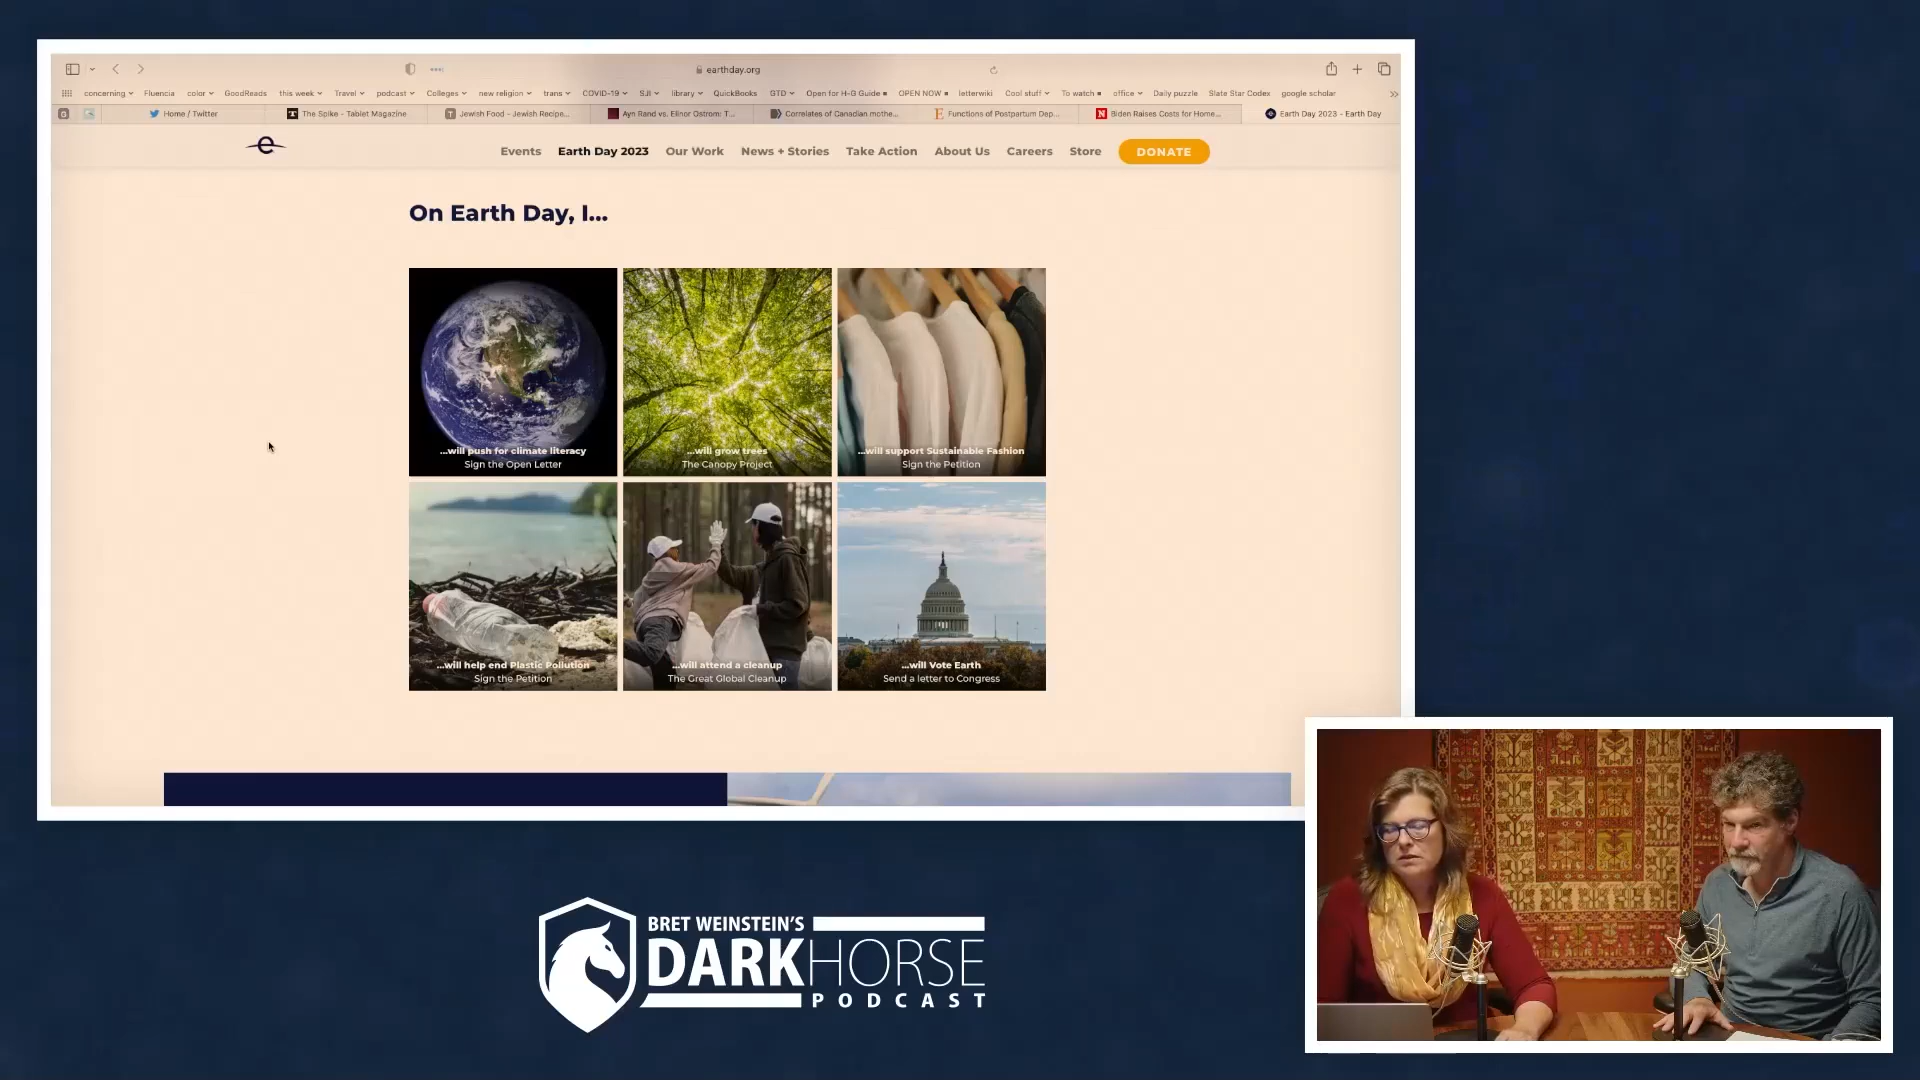 earthday.org
concerning Fluencia color GoodReads this week Travel podcast Colleges new religion trans COVID-19 SJI library QuickBooks GTD Open for H-G Guide OPEN NOW letterwiki Cool stuff To watch office Daily puzzle Slate Star Codex google scholar
Home / Twitter The Spike - Tablet Magazine Jewish Food - Jewish Recipe... Ayn Rand vs. Elinor Ostrom: T... Correlates of Canadian mothe... Functions of Postpartum Dep... Biden Raises Costs for Home... Earth Day 2023 - Earth Day
e Events Earth Day 2023 Our Work News + Stories Take Action About Us Careers Store DONATE
On Earth Day, I...
...will push for climate literacy
Sign the Open Letter
...will grow trees
The Canopy Project
...will support Sustainable Fashion
Sign the Petition
...will help end Plastic Pollution
Sign the Petition
...will attend a cleanup
The Great Global Cleanup
...will Vote Earth
Send a letter to Congress
BRET WEINSTEIN'S
DARKHORSE
PODCAST